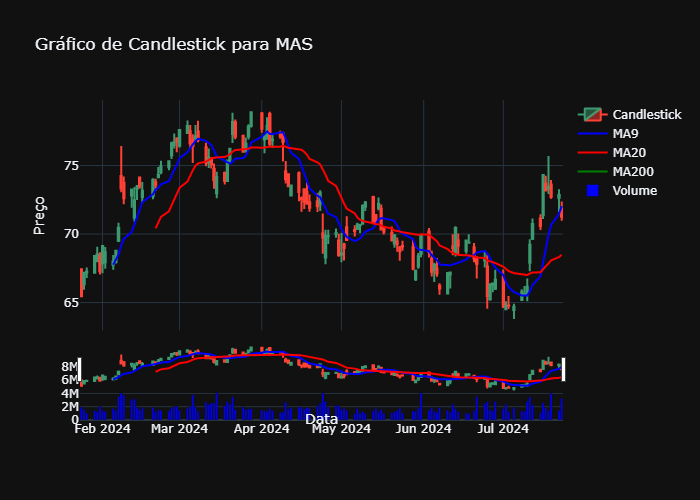 Gráfico de Candlestick para MAS
Candlestick
MA9
MA20
MA200
Volume
Preço
75
70
65
8M
6M
4M
2M
0
Data
Feb 2024
Mar 2024
Apr 2024
May 2024
Jun 2024
Jul 2024